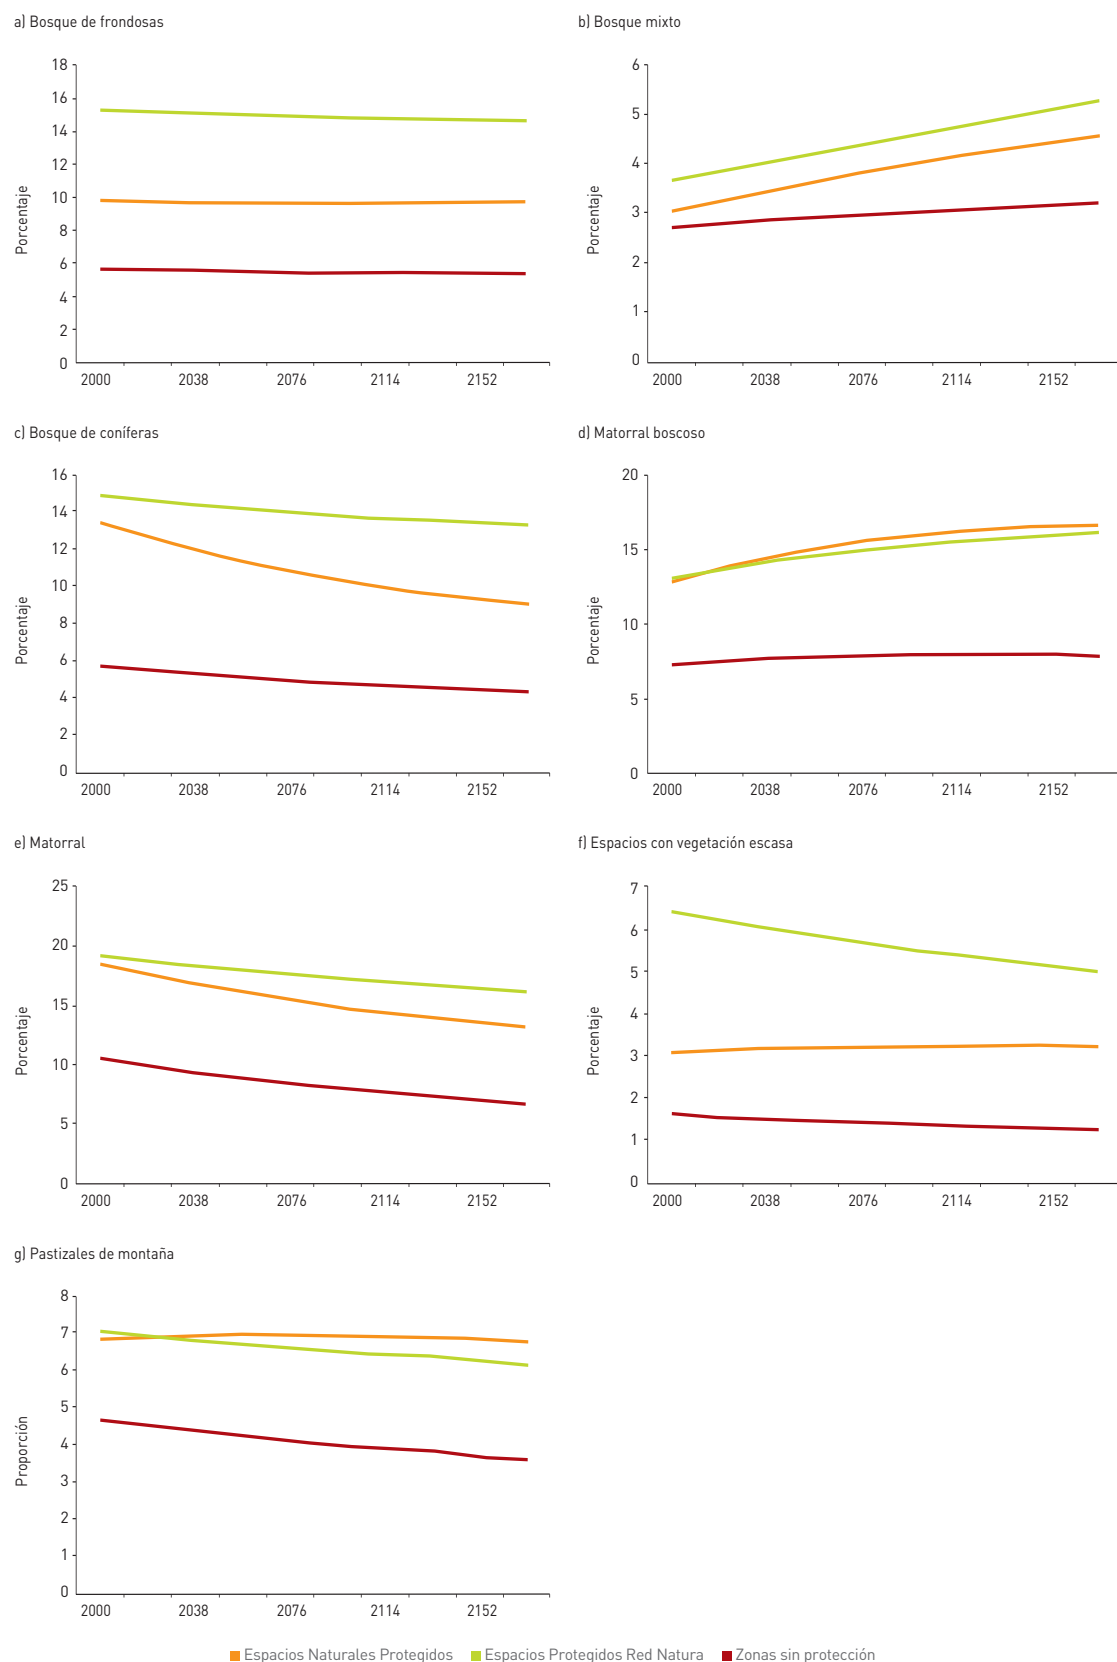 a) Bosque de frondosas
18
16
14
12
10
8
6
4
2
0
Porcentaje
2000 2038 2076 2114 2152
b) Bosque mixto
6
5
4
3
2
1
0
Porcentaje
2000 2038 2076 2114 2152
c) Bosque de coníferas
16
14
12
10
8
6
4
2
0
Porcentaje
2000 2038 2076 2114 2152
d) Matorral boscoso
20
15
10
5
0
Porcentaje
2000 2038 2076 2114 2152
e) Matorral
25
20
15
10
5
0
Porcentaje
2000 2038 2076 2114 2152
f) Espacios con vegetación escasa
7
6
5
4
3
2
1
0
Porcentaje
2000 2038 2076 2114 2152
g) Pastizales de montaña
8
7
6
5
4
3
2
1
0
Proporción
2000 2038 2076 2114 2152
Espacios Naturales Protegidos Espacios Protegidos Red Natura Zonas sin protección